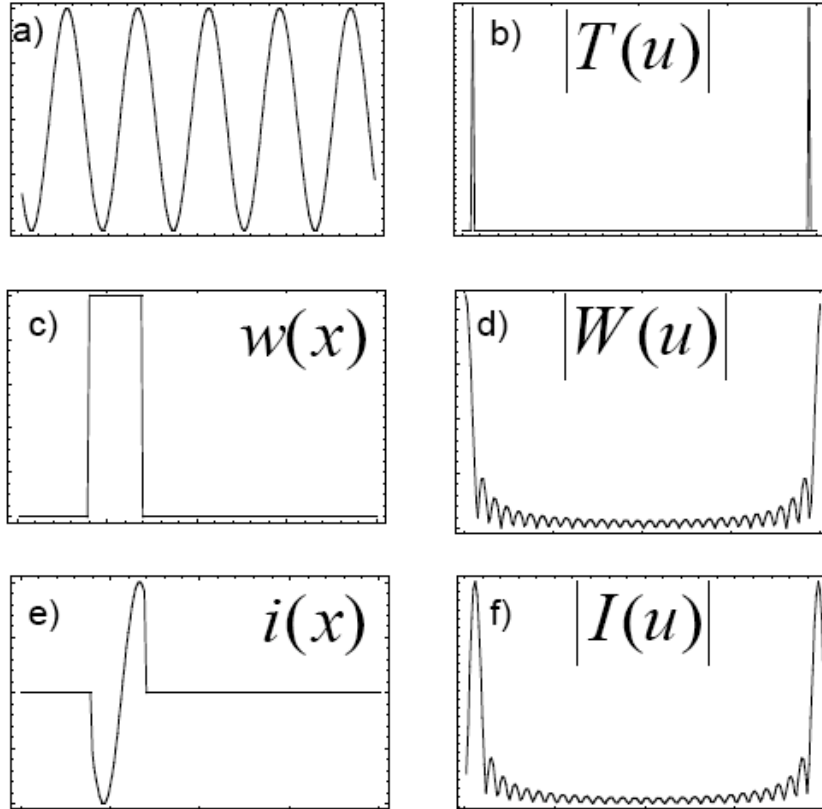 a)
b) |T(u)|
c) w(x)
d) |W(u)|
e) i(x)
f) |I(u)|